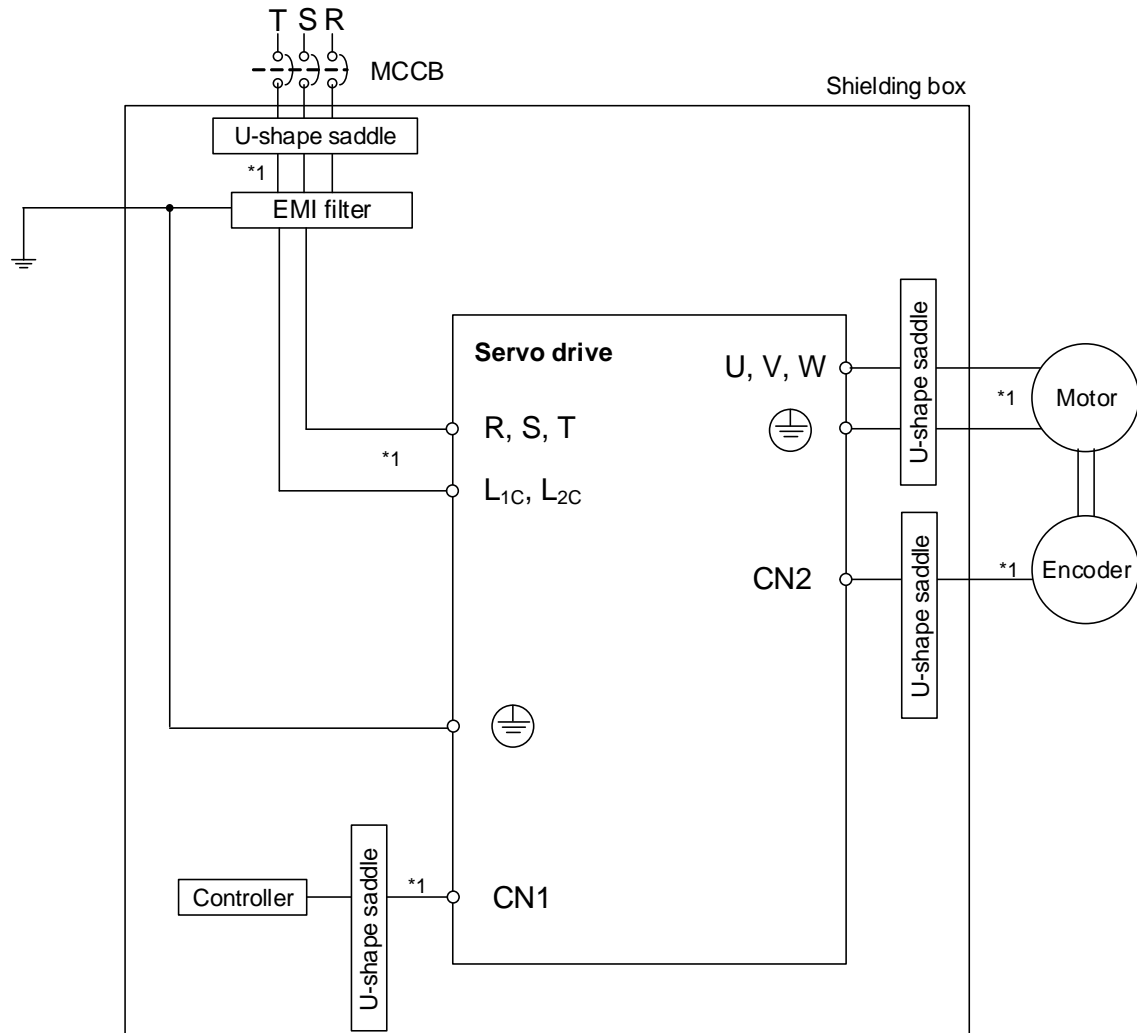 T S R
MCCB
Shielding box
U-shape saddle
*1
EMI filter
Servo drive
U, V, W
U-shape saddle
*1
Motor
R, S, T
*1
L1C, L2C
CN2
U-shape saddle
*1
Encoder
Controller
U-shape saddle
*1
CN1